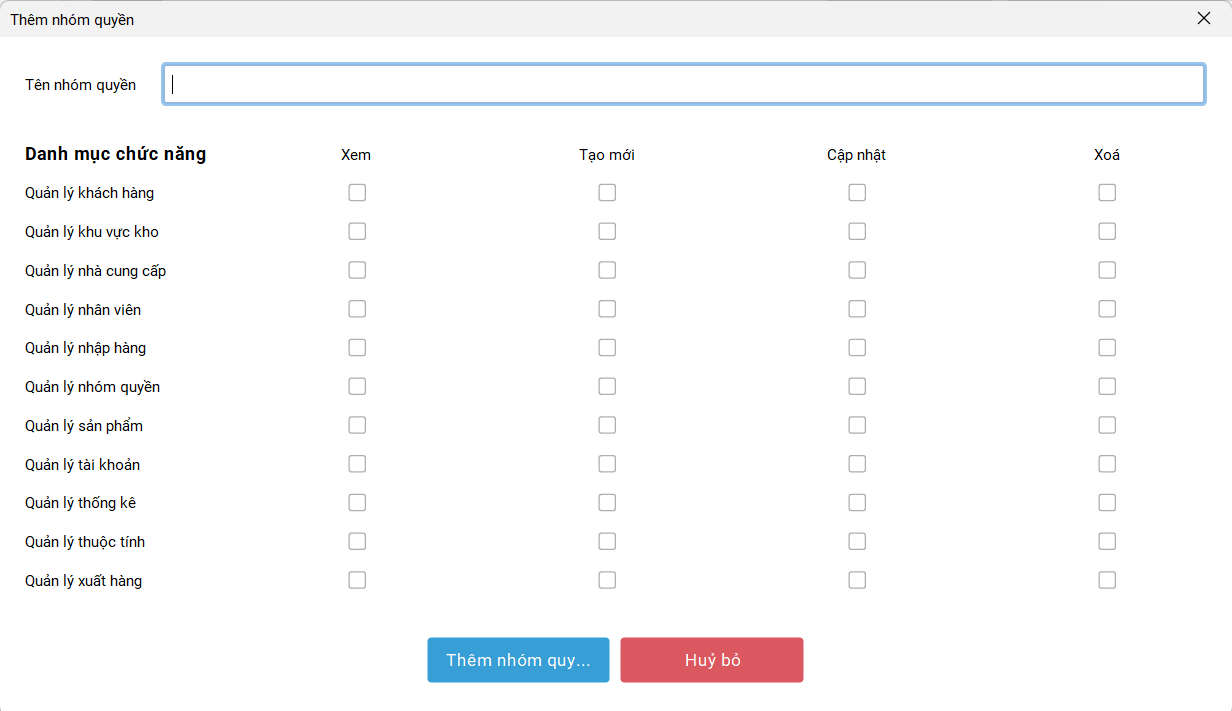 Thêm nhóm quyền
Tên nhóm quyền
Danh mục chức năng Xem Tạo mới Cập nhật Xoá
Quản lý khách hàng
Quản lý khu vực kho
Quản lý nhà cung cấp
Quản lý nhân viên
Quản lý nhập hàng
Quản lý nhóm quyền
Quản lý sản phẩm
Quản lý tài khoản
Quản lý thống kê
Quản lý thuộc tính
Quản lý xuất hàng
Thêm nhóm quy... Huỷ bỏ